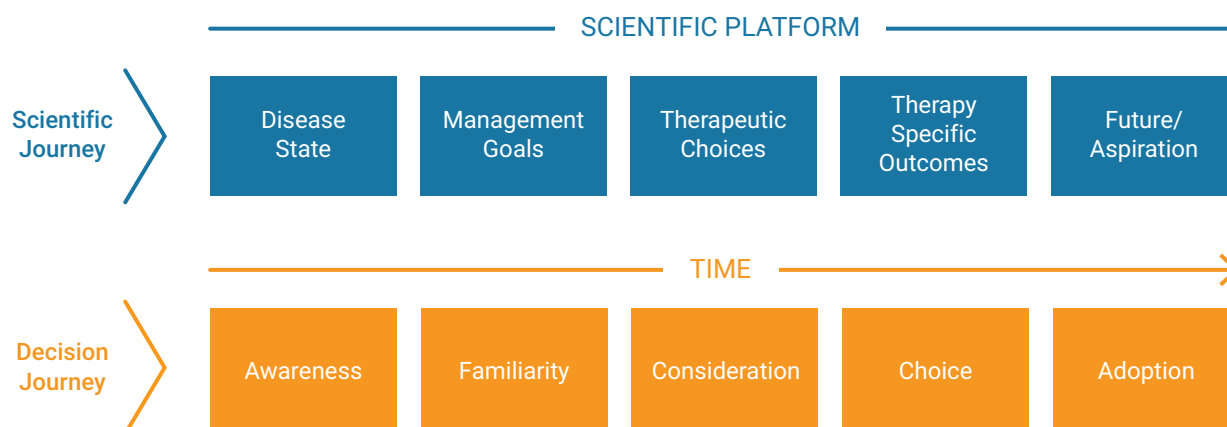 SCIENTIFIC PLATFORM
Scientific
Journey
Disease
State
Management
Goals
Therapeutic
Choices
Therapy
Specific
Outcomes
Future/
Aspiration
TIME
Decision
Journey
Awareness
Familiarity
Consideration
Choice
Adoption